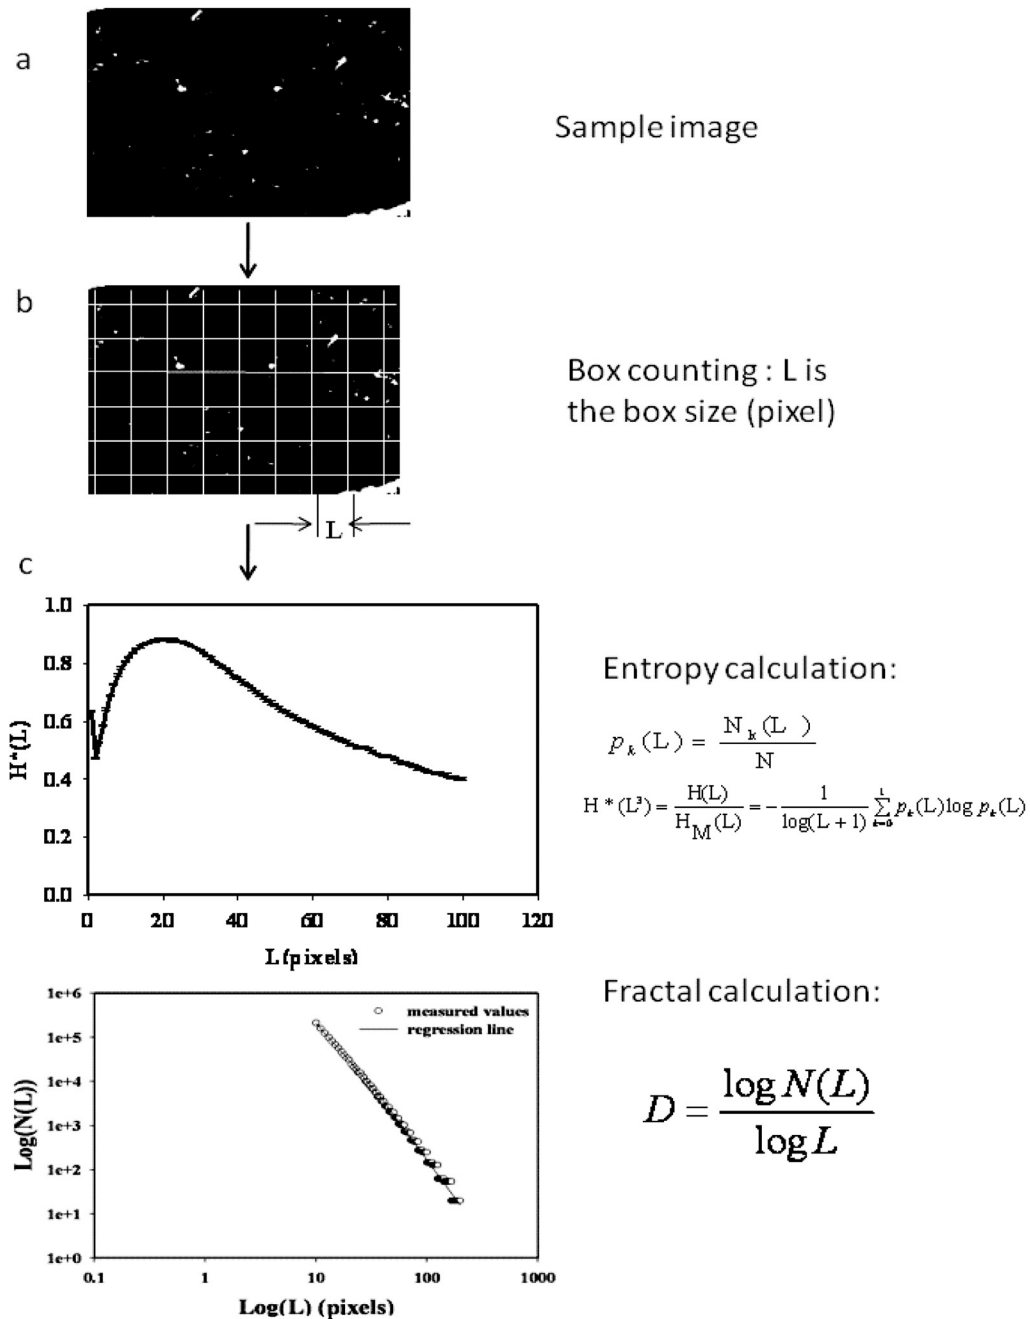 a
Sample image
b
Box counting : L is
the box size (pixel)
L
c
1.0
0.8
0.6
0.4
0.2
0.0
H*(L)
0 20 40 60 80 100 120
L(pixels)
Entropy calculation:
p_k(L) = N_k(L ) / N
H*(L³) = H(L) / H_M(L) = - 1 / log(L + 1) ∑_{k=0}^{L} p_k(L) log p_k(L)
1e+6
1e+5
1e+4
1e+3
1e+2
1e+1
1e+0
Log(N(L))
measured values
regression line
0.1 1 10 100 1000
Log(L) (pixels)
Fractal calculation:
D = log N(L) / log L